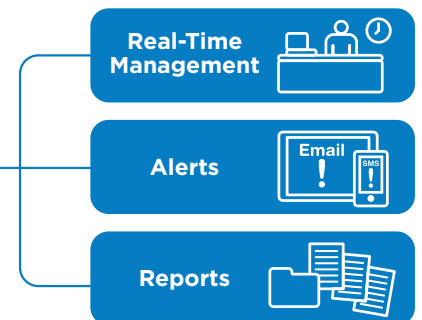 Real-Time
Management
Alerts
Email
!
SMS
!
Reports